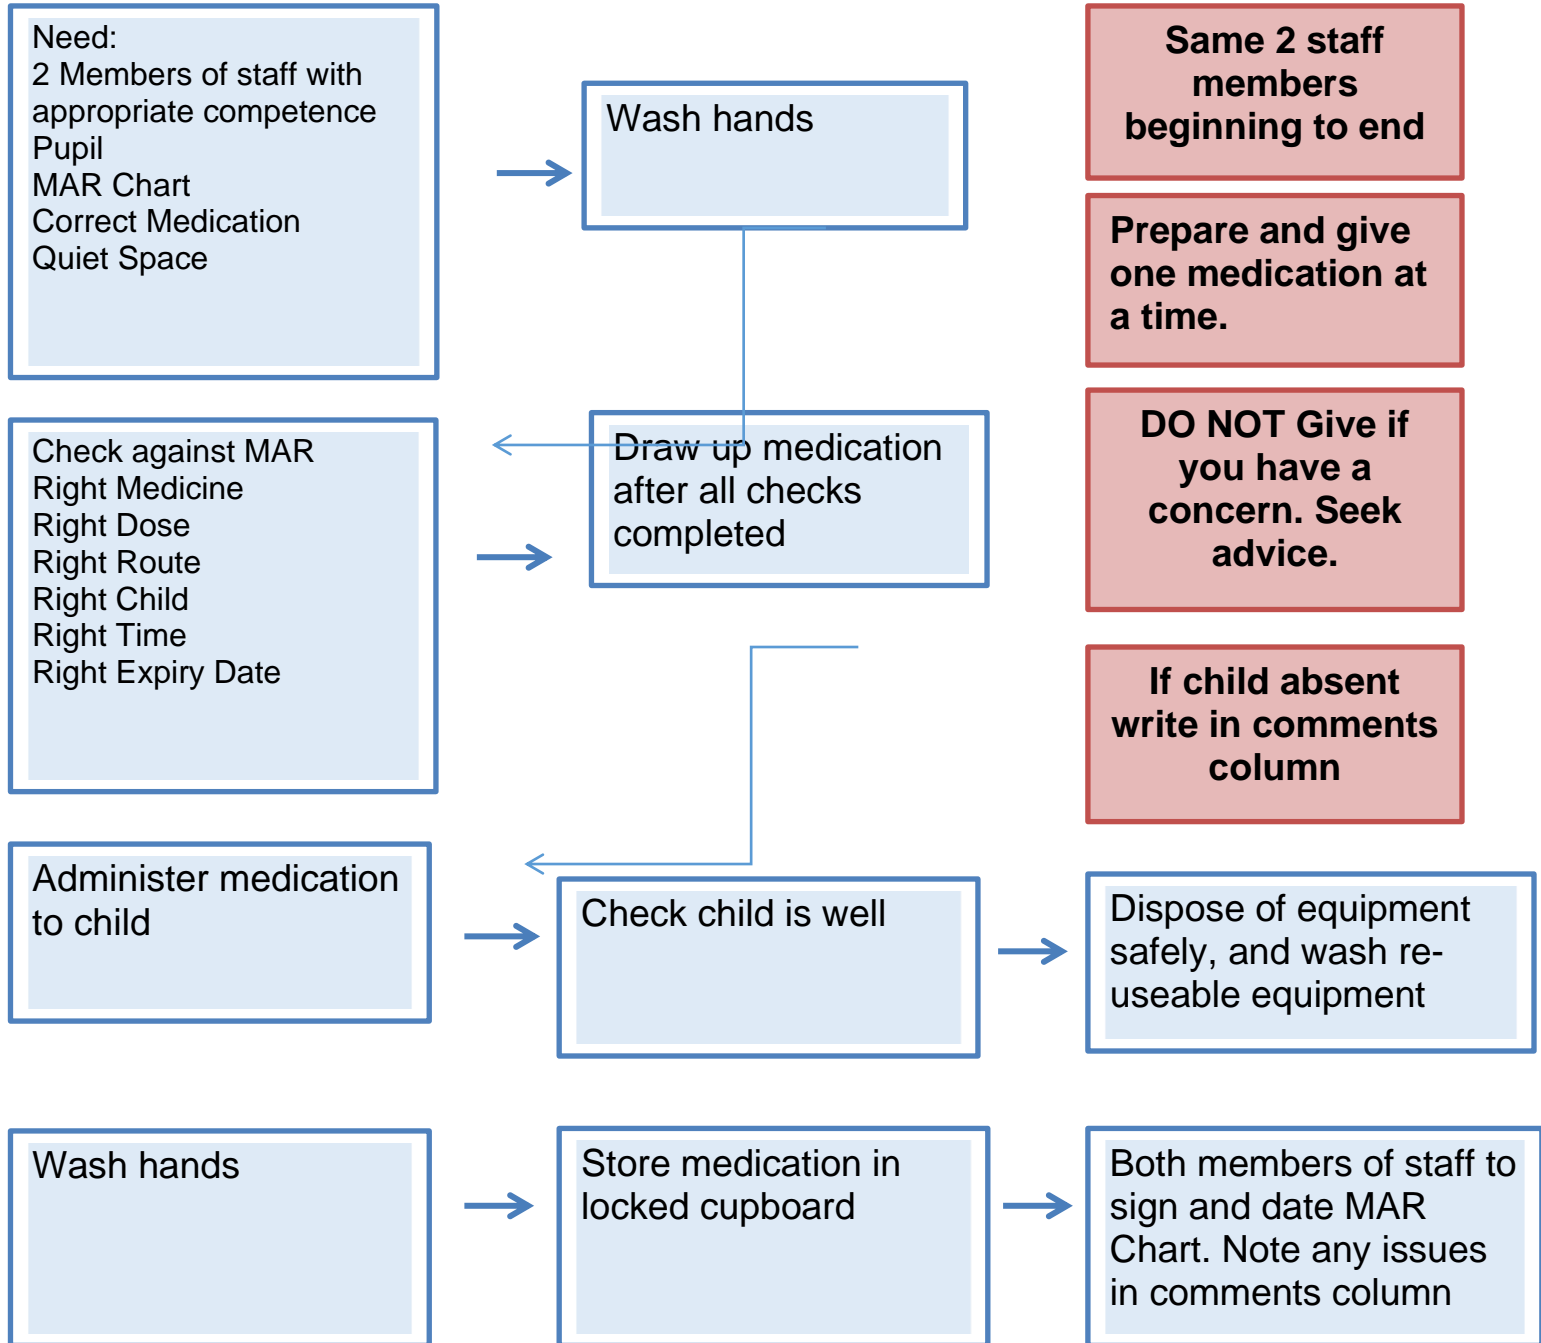 Need:
2 Members of staff with
appropriate competence
Pupil
MAR Chart
Correct Medication
Quiet Space
Wash hands
Same 2 staff
members
beginning to end
Prepare and give
one medication at
a time.
Check against MAR
Right Medicine
Right Dose
Right Route
Right Child
Right Time
Right Expiry Date
Draw up medication
after all checks
completed
DO NOT Give if
you have a
concern. Seek
advice.
If child absent
write in comments
column
Administer medication
to child
Check child is well
Dispose of equipment
safely, and wash re-
useable equipment
Wash hands
Store medication in
locked cupboard
Both members of staff to
sign and date MAR
Chart. Note any issues
in comments column